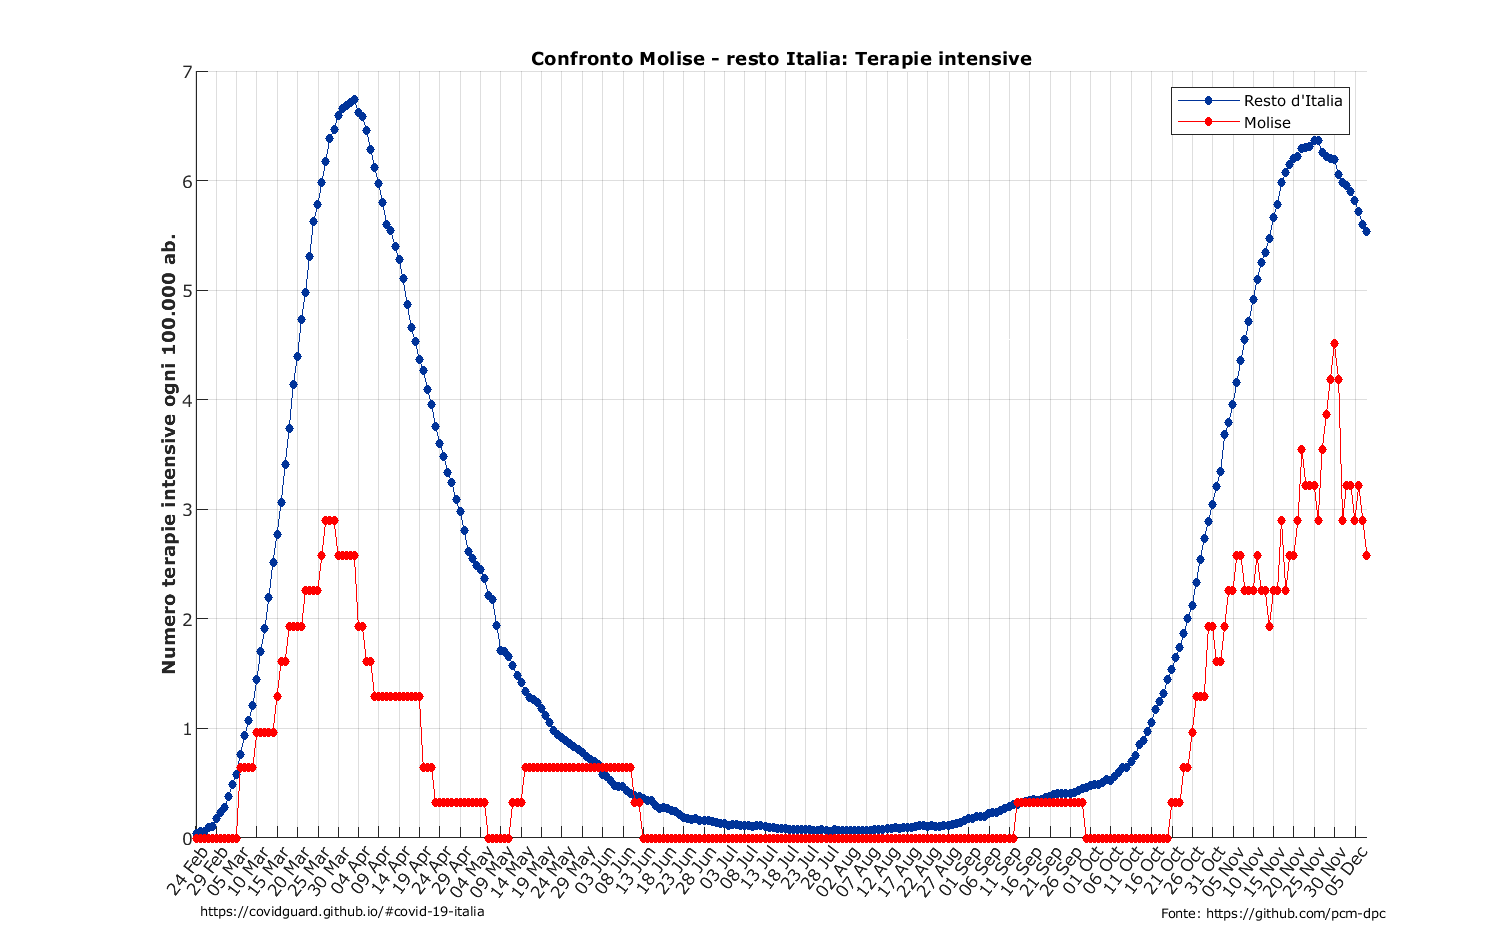 Confronto Molise - resto Italia: Terapie intensive
Resto d'Italia
Molise
Numero terapie intensive ogni 100.000 ab.
7
6
5
4
3
2
1
0
24 Feb
29 Feb
05 Mar
10 Mar
15 Mar
20 Mar
25 Mar
30 Mar
04 Apr
09 Apr
14 Apr
19 Apr
24 Apr
29 Apr
04 May
09 May
14 May
19 May
24 May
29 May
03 Jun
08 Jun
13 Jun
18 Jun
23 Jun
28 Jun
03 Jul
08 Jul
13 Jul
18 Jul
23 Jul
28 Jul
02 Aug
07 Aug
12 Aug
17 Aug
22 Aug
27 Aug
01 Sep
06 Sep
11 Sep
16 Sep
21 Sep
26 Sep
01 Oct
06 Oct
11 Oct
16 Oct
21 Oct
26 Oct
31 Oct
05 Nov
10 Nov
15 Nov
20 Nov
25 Nov
30 Nov
05 Dec
https://covidguard.github.io/#covid-19-italia
Fonte: https://github.com/pcm-dpc